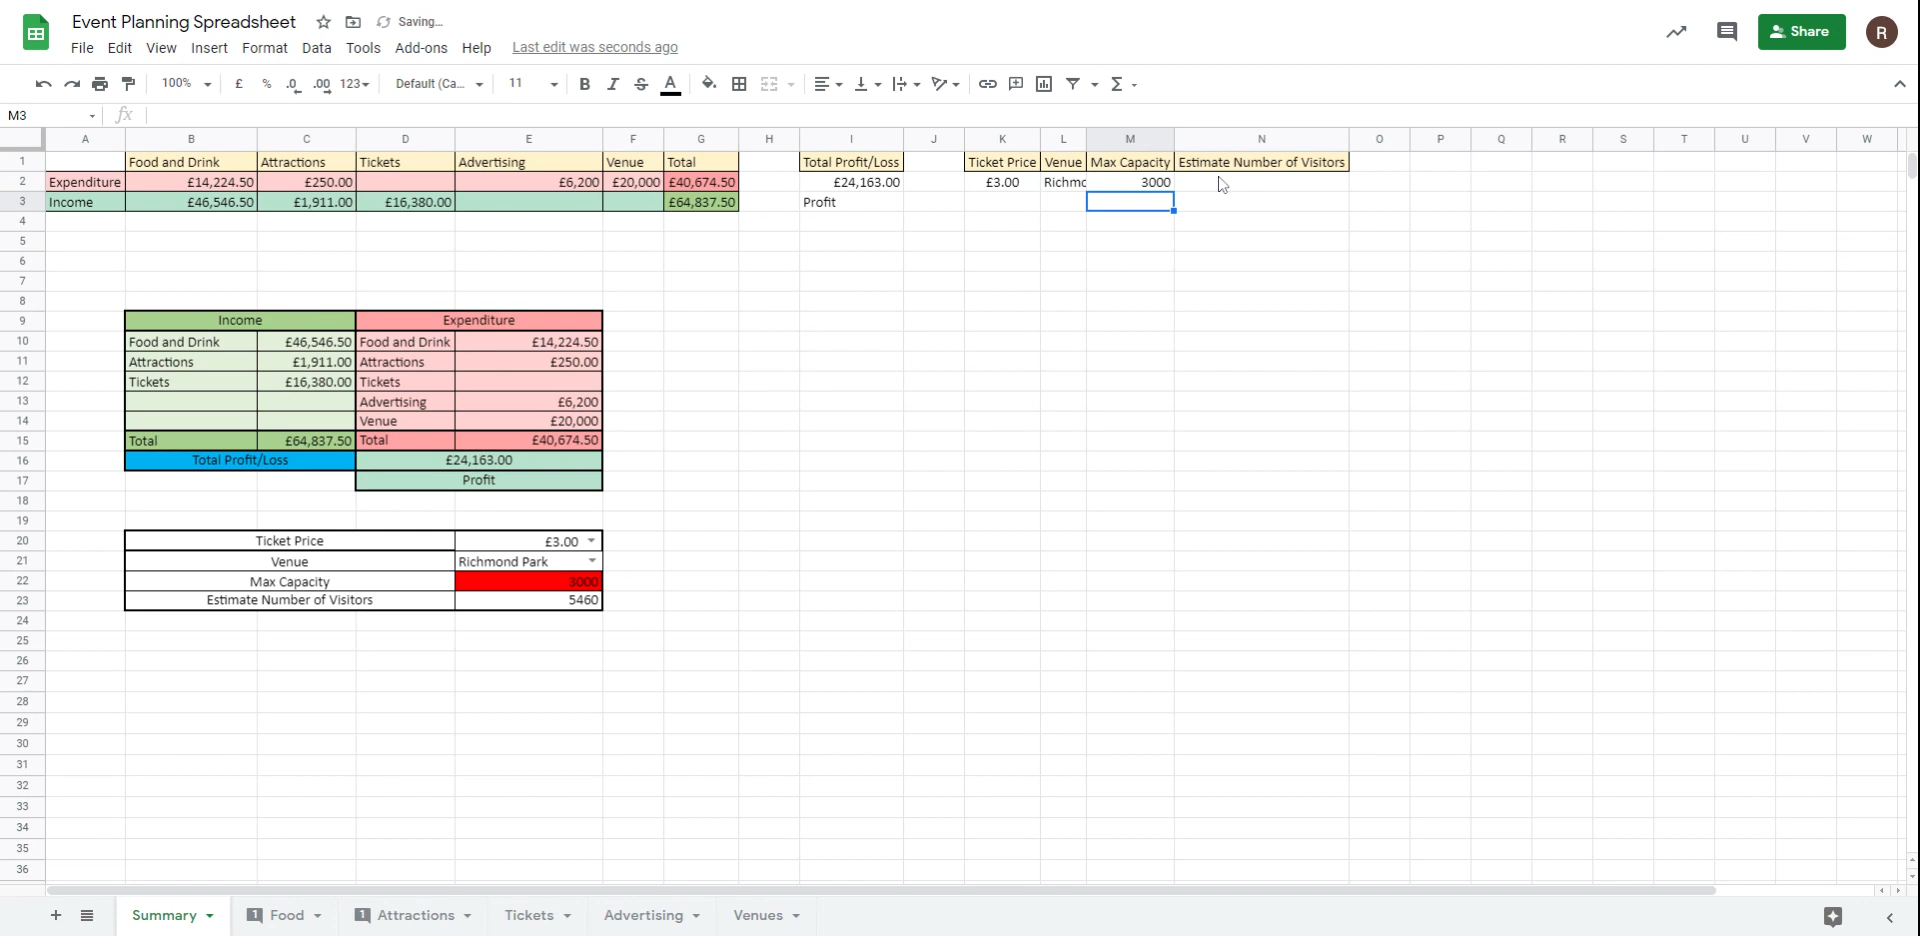 Event Planning Spreadsheet Saving...
File Edit View Insert Format Data Tools Add-ons Help Last edit was seconds ago
Share R
100% £ % .0 .00 123 Default (Ca... 11 B I S A Σ
M3 fx
A B C D E F G H I J K L M N O P Q R S T U V W
1 Food and Drink Attractions Tickets Advertising Venue Total Total Profit/Loss Ticket Price Venue Max Capacity Estimate Number of Visitors
2 Expenditure £14,224.50 £250.00 £6,200 £20,000 £40,674.50 £24,163.00 £3.00 Richmo 3000
3 Income £46,546.50 £1,911.00 £16,380.00 £64,837.50 Profit
4
5
6
7
8
9 Income Expenditure
10 Food and Drink £46,546.50 Food and Drink £14,224.50
11 Attractions £1,911.00 Attractions £250.00
12 Tickets £16,380.00 Tickets
13 Advertising £6,200
14 Venue £20,000
15 Total £64,837.50 Total £40,674.50
16 Total Profit/Loss £24,163.00
17 Profit
18
19
20 Ticket Price £3.00
21 Venue Richmond Park
22 Max Capacity 3000
23 Estimate Number of Visitors 5460
24
25
26
27
28
29
30
31
32
33
34
35
36
+ Summary 1 Food 1 Attractions Tickets Advertising Venues